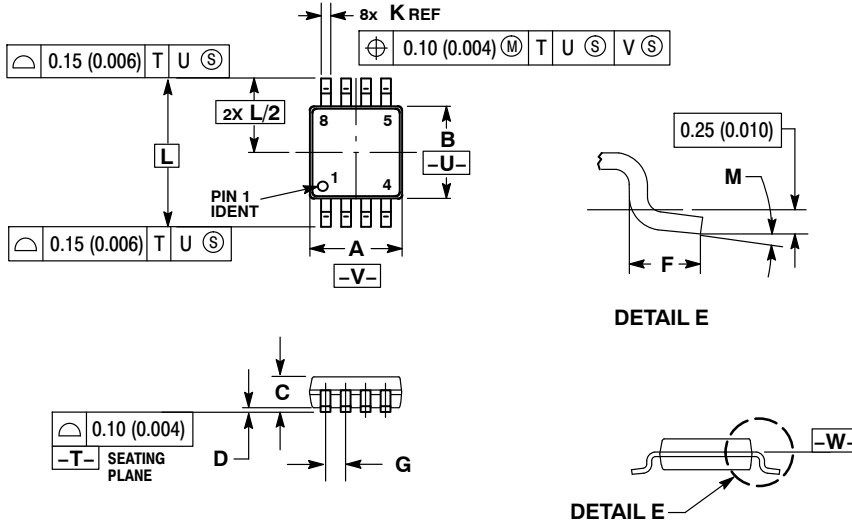 8x K REF
⌖ 0.10 (0.004) Ⓜ T U Ⓢ V Ⓢ
⌓ 0.15 (0.006) T U Ⓢ
2X L/2
8 5
B
L
–U–
0.25 (0.010)
M
PIN 1
IDENT
1 4
⌓ 0.15 (0.006) T U Ⓢ
A
–V–
F
DETAIL E
C
⌓ 0.10 (0.004)
–T– SEATING
PLANE
D
G
–W–
DETAIL E